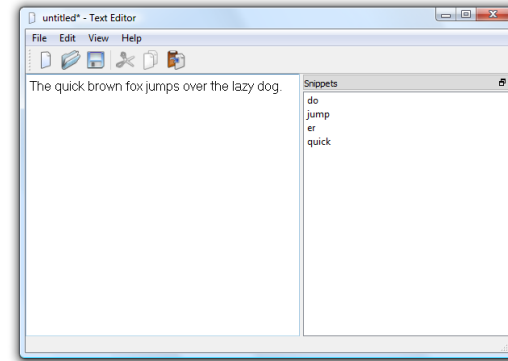 untitled* - Text Editor
File Edit View Help
The quick brown fox jumps over the lazy dog.
Snippets
do
jump
er
quick